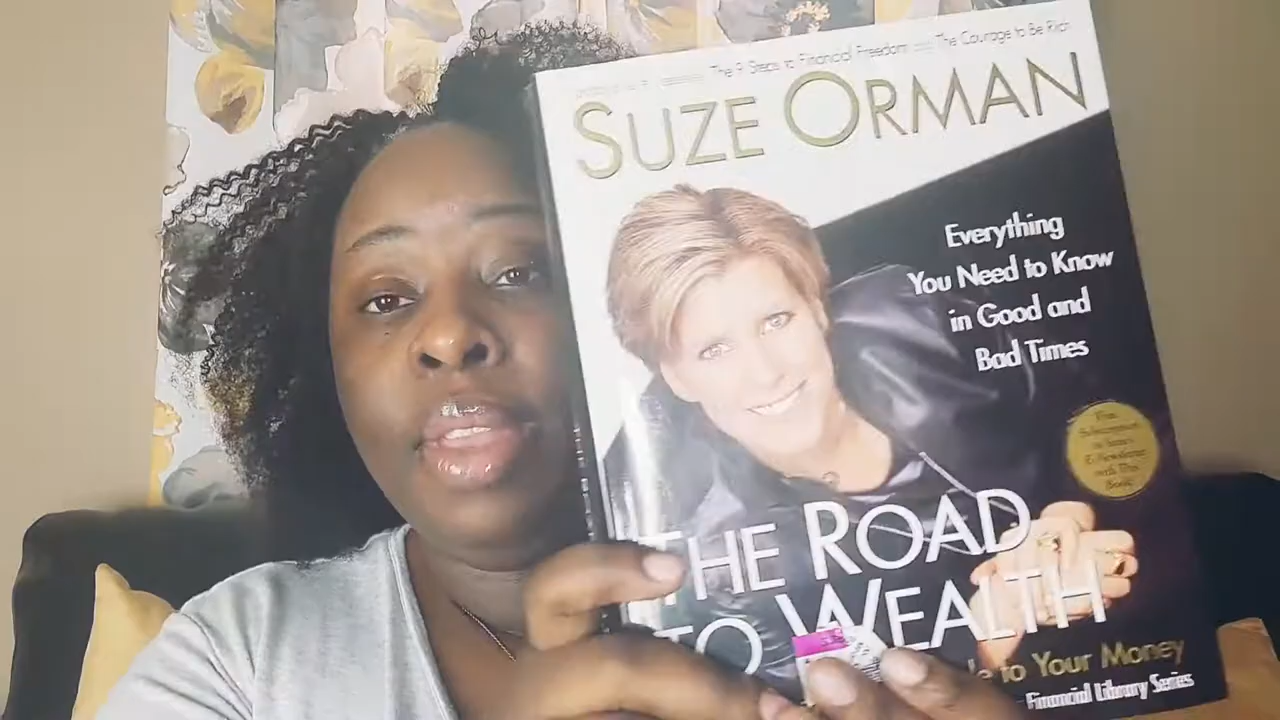 The 9 Steps to Financial Freedom and The Courage to Be Rich
SUZE ORMAN
Everything
You Need to Know
in Good and
Bad Times
THE ROAD
TO WEALTH
to Your Money
Financial Library Series